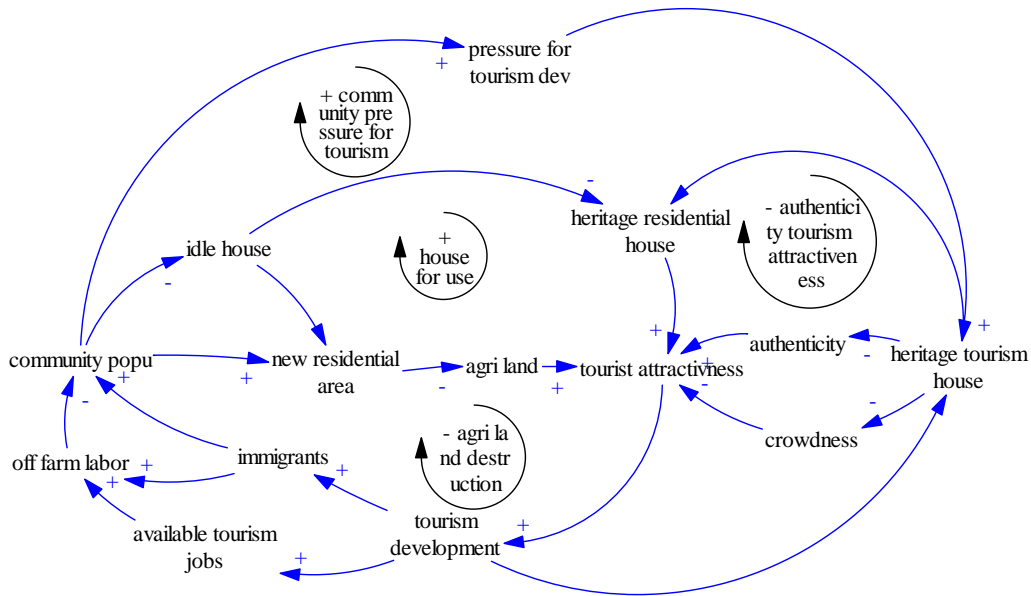 pressure for
tourism dev
+
+ comm
unity pre
ssure for
tourism
-
heritage residential
house
- authentici
ty tourism
attractiven
ess
idle house
-
+
house
for use
+
authenticity
-
heritage tourism
house
community popu
+
-
+
new residential
area
-
agri land
+
tourist attractivness
+
+
-
-
crowdness
- agri la
nd destr
uction
off farm labor
+
+
immigrants
+
available tourism
jobs
+
tourism
development
+